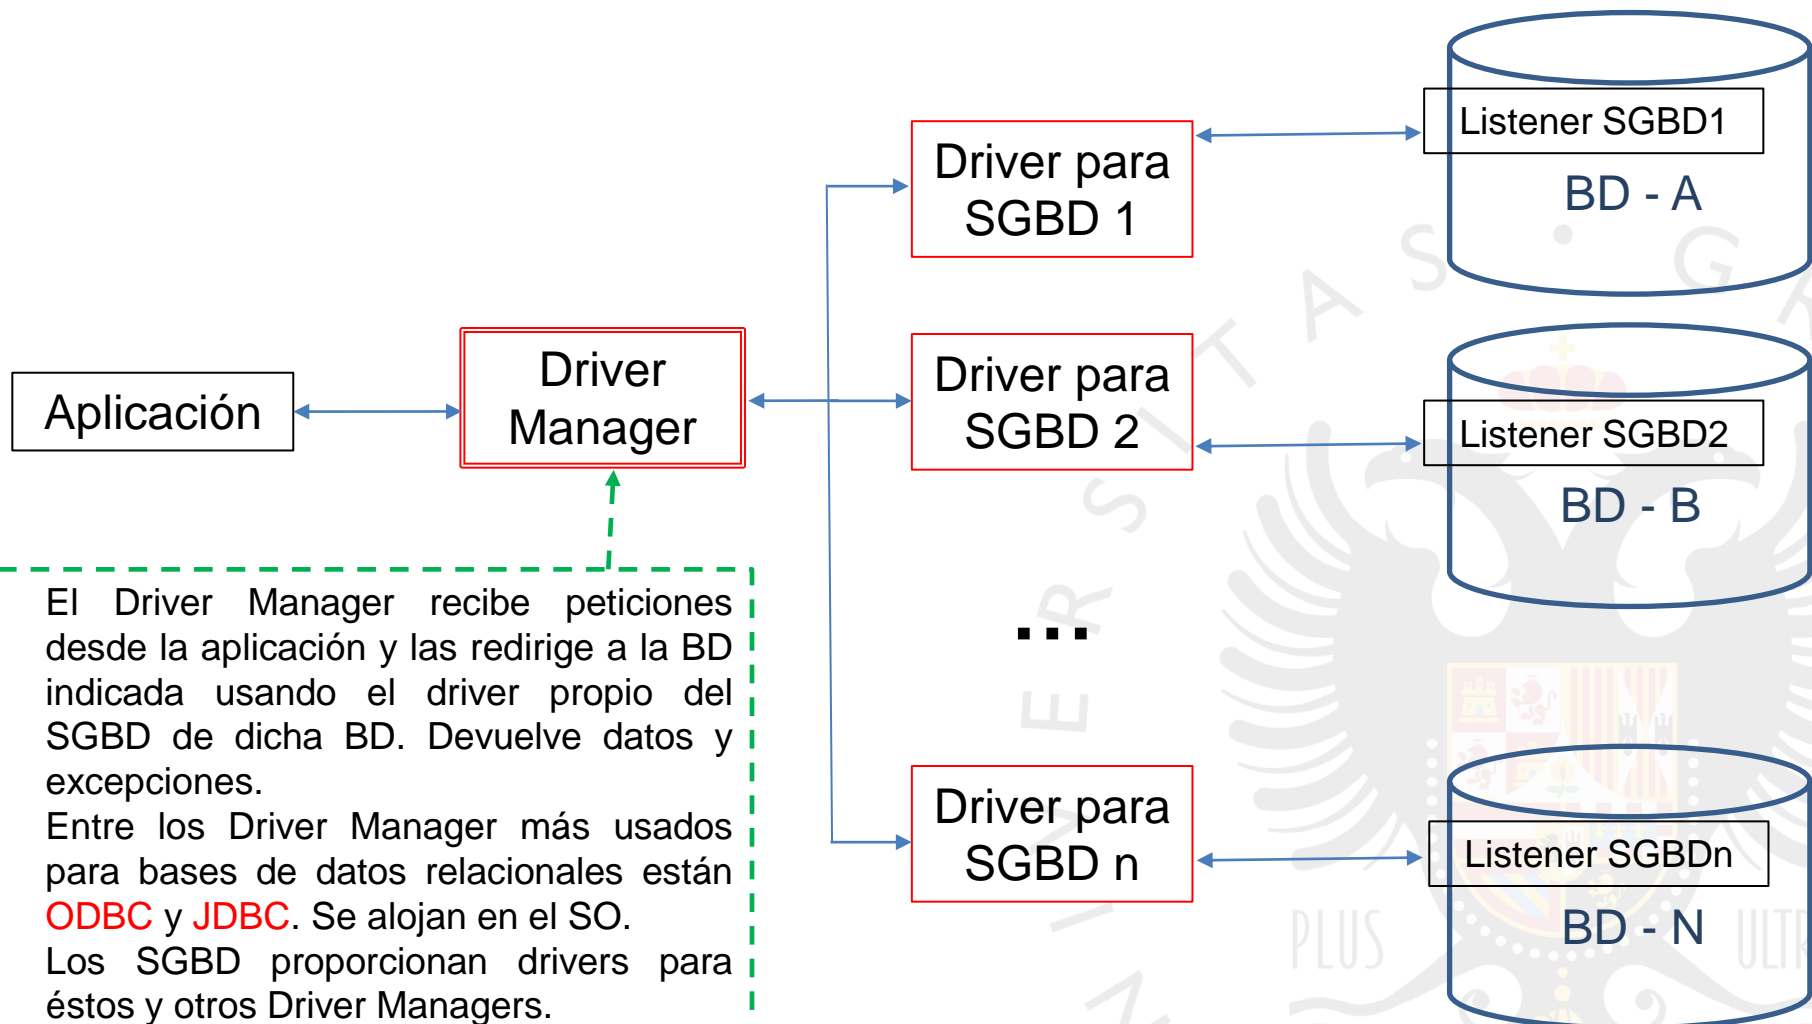 Listener SGBD1
Driver para
SGBD 1
BD - A
Driver
Manager
Aplicación
Driver para
SGBD 2
Listener SGBD2
BD - B
El Driver Manager recibe peticiones
desde la aplicación y las redirige a la BD
indicada usando el driver propio del
SGBD de dicha BD. Devuelve datos y
excepciones.
Entre los Driver Manager más usados
para bases de datos relacionales están
ODBC y JDBC. Se alojan en el SO.
Los SGBD proporcionan drivers para
éstos y otros Driver Managers.
...
Driver para
SGBD n
Listener SGBDn
BD - N
PLUS